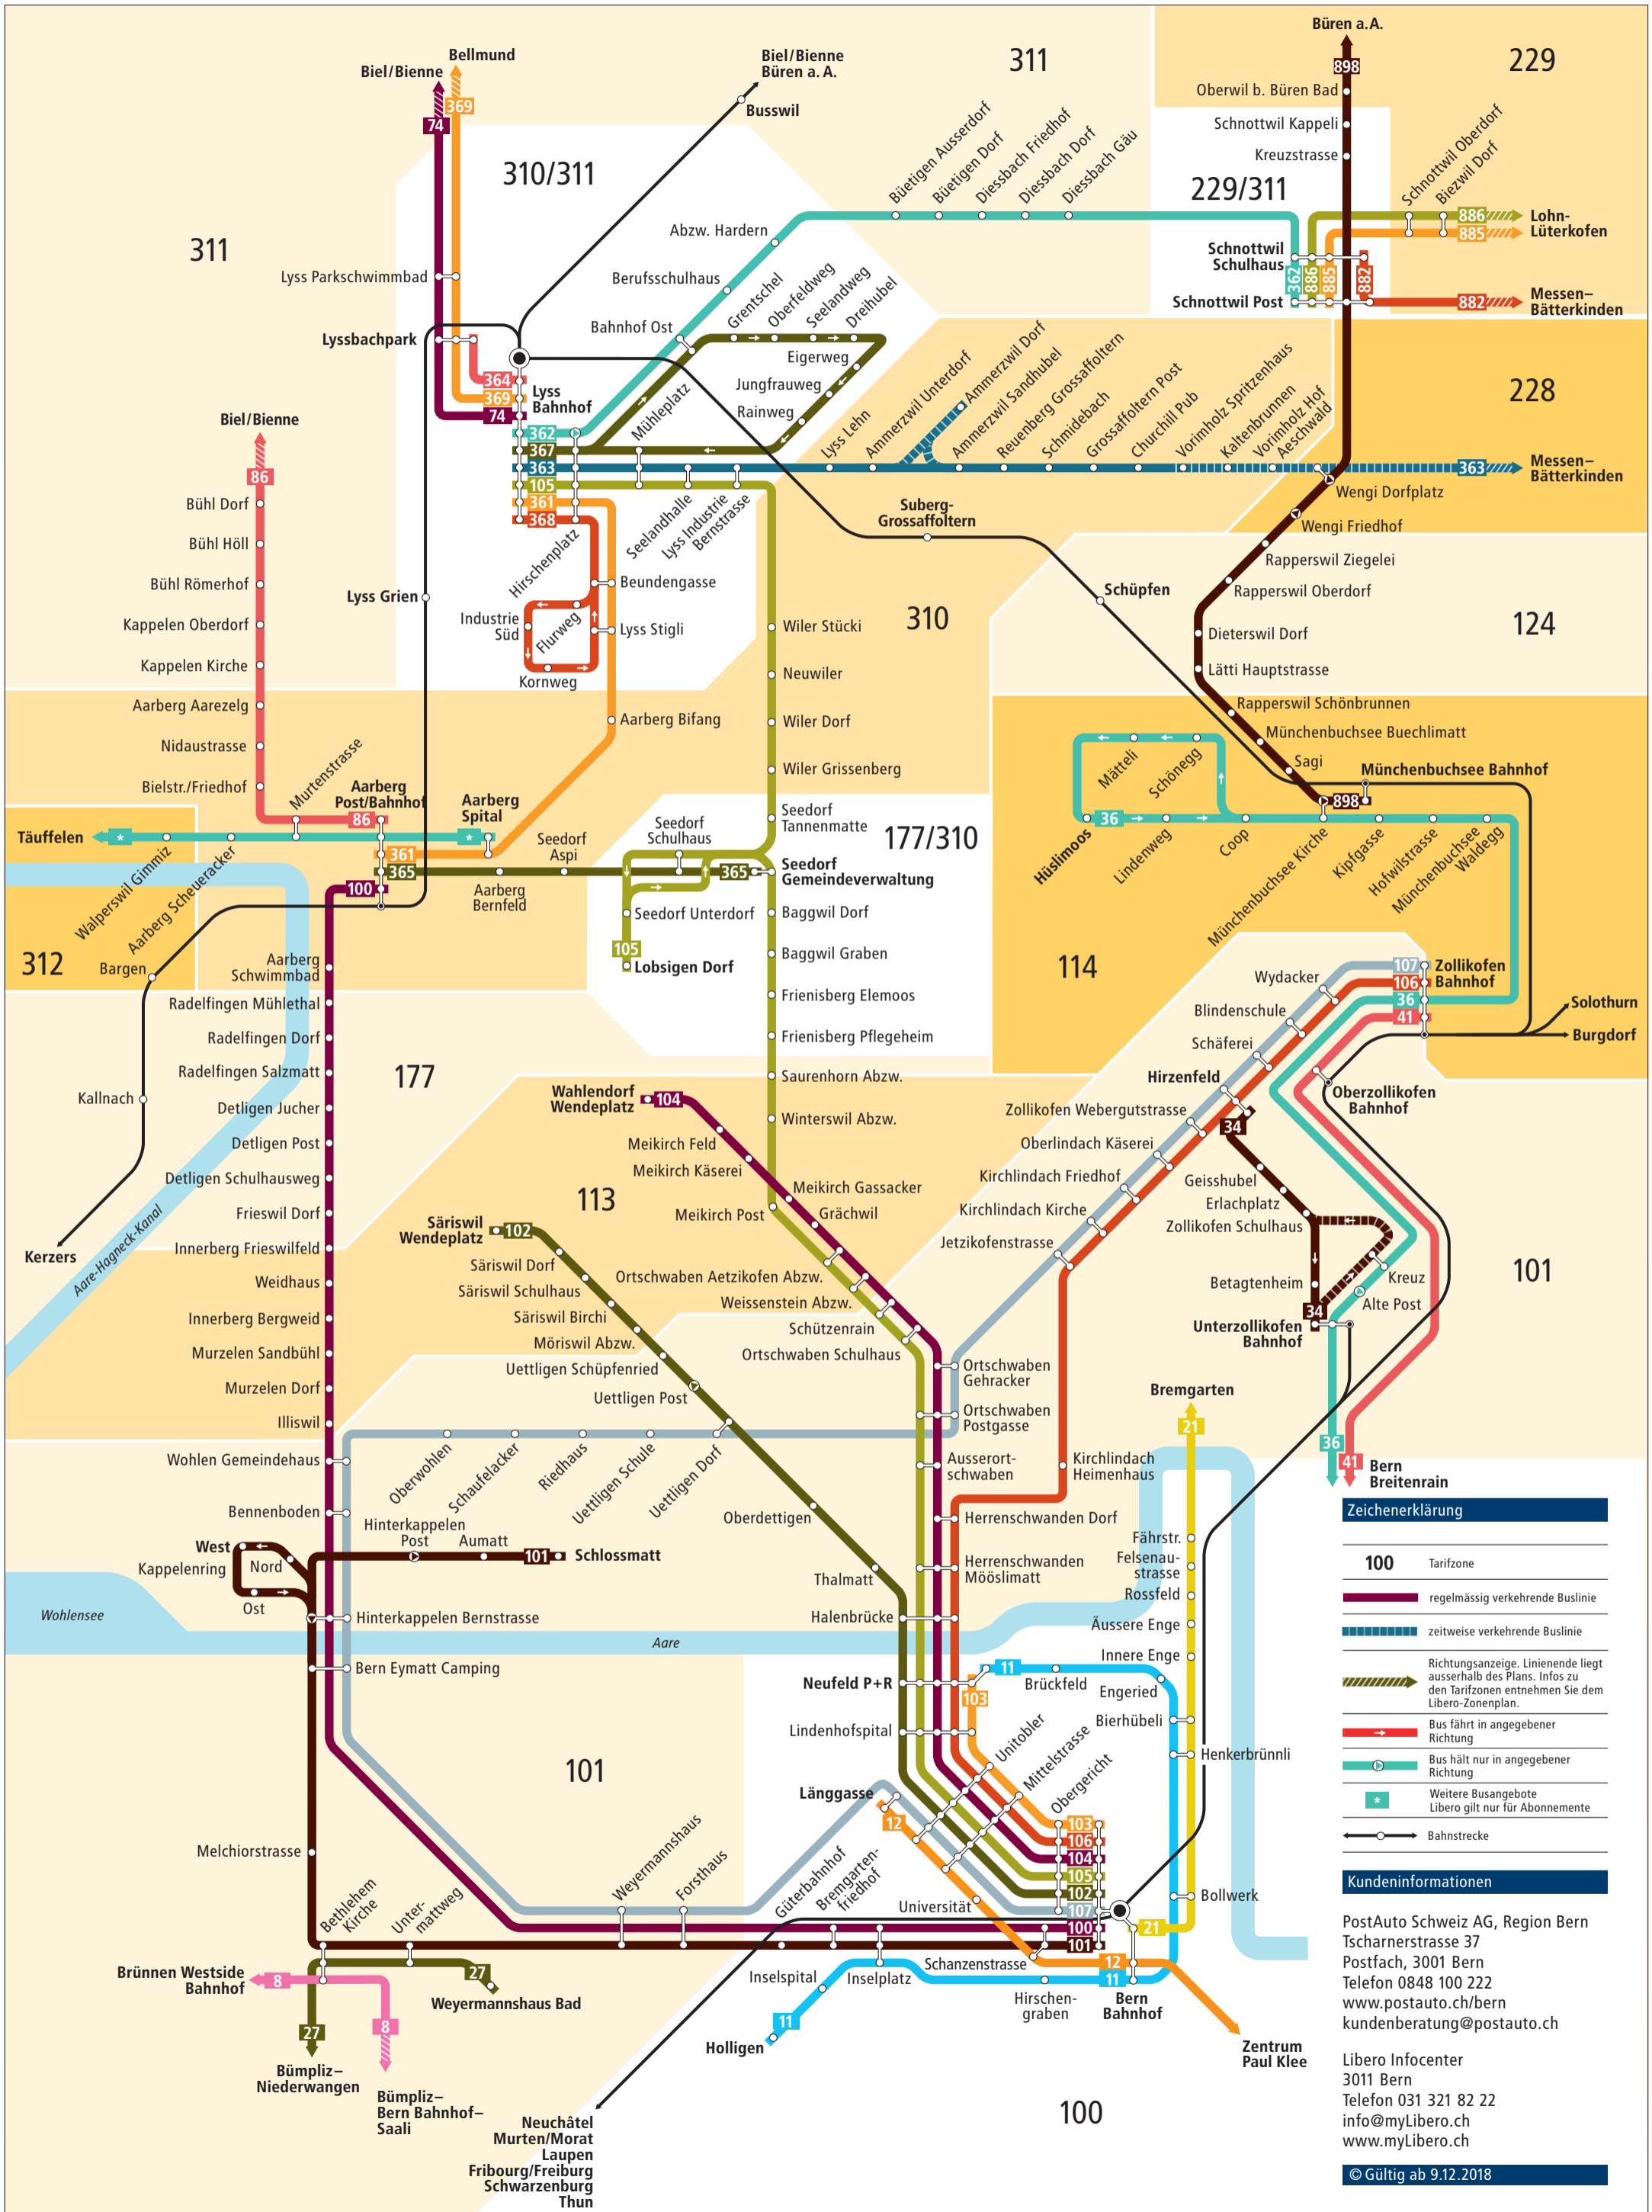 Büren a. A.
898
229
Oberwil b. Büren Bad
Schnottwil Kappeli
Kreuzstrasse
229/311
Schnottwil Oberdorf
Biezwil Dorf
886
885
Lohn-
Lüterkofen
Schnottwil
Schulhaus
362
886
885
882
Schnottwil Post
882
Messen–
Bätterkinden
Bellmund
Biel/Bienne
369
74
Biel/Bienne
Büren a. A.
Busswil
311
310/311
311
Büetigen Ausserdorf
Büetigen Dorf
Diessbach Friedhof
Diessbach Dorf
Diessbach Gäu
Abzw. Hardern
Berufsschulhaus
Bahnhof Ost
Lyss Parkschwimmbad
Lyssbachpark
Grentschel
Oberfeldweg
Seelandweg
Dreihubel
Eigerweg
Jungfrauweg
Rainweg
Mühleplatz
364
369
74
Lyss
Bahnhof
362
367
363
105
361
368
Lyss Lehn
Ammerzwil Unterdorf
Ammerzwil Dorf
Ammerzwil Sandhubel
Reuenberg Grossaffoltern
Schmidebach
Grossaffoltern Post
Churchill Pub
Vorimholz Spritzenhaus
Kaltenbrunnen
Vorimholz Hof
Aeschwald
228
363
Messen–
Bätterkinden
Hirschenplatz
Seelandhalle
Lyss Industrie
Bernstrasse
Beundengasse
Industrie
Süd
Flurweg
Lyss Stigli
Kornweg
Lyss Grien
Suberg-
Grossaffoltern
Schüpfen
Wengi Dorfplatz
Wengi Friedhof
Rapperswil Ziegelei
Rapperswil Oberdorf
Dieterswil Dorf
Lätti Hauptstrasse
Rapperswil Schönbrunnen
Münchenbuchsee Buechlimatt
Sagi
124
Münchenbuchsee Bahnhof
898
310
Biel/Bienne
86
Bühl Dorf
Bühl Höll
Bühl Römerhof
Kappelen Oberdorf
Kappelen Kirche
Aarberg Aarezelg
Nidaustrasse
Bielstr./Friedhof
Murtenstrasse
Aarberg
Post/Bahnhof
86
Aarberg
Spital
Täuffelen
*
*
361
365
100
Walperswil Gimmiz
Aarberg Scheueracker
312
Bargen
Kallnach
Kerzers
Aare-Hagneck-Kanal
Aarberg Bifang
Seedorf
Aspi
Aarberg
Bernfeld
Wiler Stücki
Neuwiler
Wiler Dorf
Wiler Grissenberg
Seedorf
Tannenmatte
Seedorf
Schulhaus
177/310
365
Seedorf
Gemeindeverwaltung
Seedorf Unterdorf
105
Lobsigen Dorf
Baggwil Dorf
Baggwil Graben
Frienisberg Elemoos
Frienisberg Pflegeheim
Saurenhorn Abzw.
Winterswil Abzw.
Mätteli
Schönegg
Hüslimoos
36
Lindenweg
Coop
Münchenbuchsee Kirche
Kipfgasse
Hofwilstrasse
Münchenbuchsee
Waldegg
114
107
106
36
41
Zollikofen
Bahnhof
Solothurn
Burgdorf
Wydacker
Blindenschule
Schäferei
Hirzenfeld
Zollikofen Webergutstrasse
Oberlindach Käserei
Kirchlindach Friedhof
Kirchlindach Kirche
Jetzikofenstrasse
Oberzollikofen
Bahnhof
34
Geisshubel
Erlachplatz
Zollikofen Schulhaus
Betagtenheim
34
Kreuz
Alte Post
Unterzollikofen
Bahnhof
101
36
41
Bern
Breitenrain
Aarberg
Schwimmbad
Radelfingen Mühlethal
Radelfingen Dorf
Radelfingen Salzmatt
Detligen Jucher
Detligen Post
Detligen Schulhausweg
Frieswil Dorf
Innerberg Frieswilfeld
Weidhaus
Innerberg Bergweid
Murzelen Sandbühl
Murzelen Dorf
Illiswil
Wohlen Gemeindehaus
Bennenboden
177
113
Wahlendorf
Wendeplatz
104
Meikirch Feld
Meikirch Käserei
Meikirch Gassacker
Grächwil
Meikirch Post
Ortschwaben Aetzikofen Abzw.
Weissenstein Abzw.
Schützenrain
Ortschwaben Schulhaus
Säriswil
Wendeplatz
102
Säriswil Dorf
Säriswil Schulhaus
Säriswil Birchi
Möriswil Abzw.
Uettligen Schüpfenried
Uettligen Post
Ortschwaben
Gehracker
Ortschwaben
Postgasse
Ausserort-
schwaben
Kirchlindach
Heimenhaus
Herrenschwanden Dorf
Herrenschwanden
Mööslimatt
Oberwohlen
Schaufelacker
Riedhaus
Uettligen Schule
Uettligen Dorf
Oberdettigen
Thalmatt
Halenbrücke
Hinterkappelen
Post
Aumatt
101
Schlossmatt
West
Kappelenring
Nord
Ost
Hinterkappelen Bernstrasse
Bern Eymatt Camping
Wohlensee
Aare
Bremgarten
21
Fährstr.
Felsenau-
strasse
Rossfeld
Äussere Enge
Innere Enge
Neufeld P+R
11
Brückfeld
Engeried
103
Lindenhofspital
Bierhübeli
Henkerbrünnli
Unitobler
Mittelstrasse
Obergericht
Länggasse
12
103
106
104
105
102
107
100
101
Bollwerk
21
12
11
Bern
Bahnhof
Universität
Schanzenstrasse
Hirschen-
graben
101
Melchiorstrasse
Bethlehem
Kirche
Unter-
mattweg
Weyermannshaus
Forsthaus
Güterbahnhof
Bremgarten-
friedhof
Inselspital
Inselplatz
11
Holligen
Zentrum
Paul Klee
Brünnen Westside
Bahnhof
8
27
Weyermannshaus Bad
27
8
Bümpliz–
Niederwangen
Bümpliz–
Bern Bahnhof–
Saali
Neuchâtel
Murten/Morat
Laupen
Fribourg/Freiburg
Schwarzenburg
Thun
100
Zeichenerklärung
100 Tarifzone
regelmässig verkehrende Buslinie
zeitweise verkehrende Buslinie
Richtungsanzeige. Linienende liegt
ausserhalb des Plans. Infos zu
den Tarifzonen entnehmen Sie dem
Libero-Zonenplan.
Bus fährt in angegebener
Richtung
Bus hält nur in angegebener
Richtung
* Weitere Busangebote
Libero gilt nur für Abonnemente
Bahnstrecke
Kundeninformationen
PostAuto Schweiz AG, Region Bern
Tscharnerstrasse 37
Postfach, 3001 Bern
Telefon 0848 100 222
www.postauto.ch/bern
kundenberatung@postauto.ch
Libero Infocenter
3011 Bern
Telefon 031 321 82 22
info@myLibero.ch
www.myLibero.ch
© Gültig ab 9.12.2018